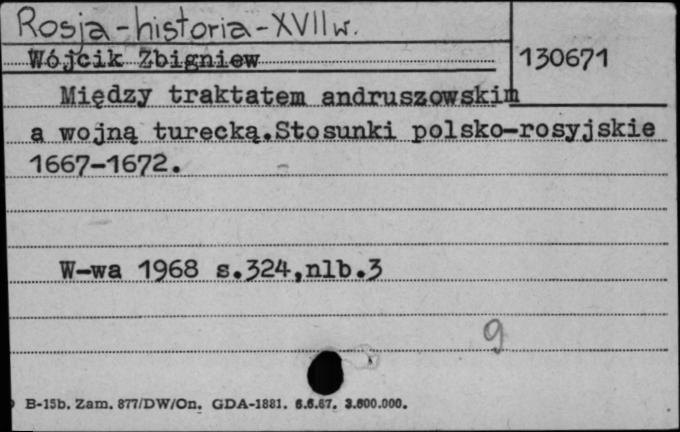 Rosja-historia-XVII w.
Wójcik Zbigniew
130671
Między traktatem andruszowskim
a wojną turecką.Stosunki polsko-rosyjskie
1667-1672.
W-wa 1968 s.324,nlb.3
9
B-15b. Zam. 877/DW/On. GDA-1881. 6.6.67. 3.600.000.